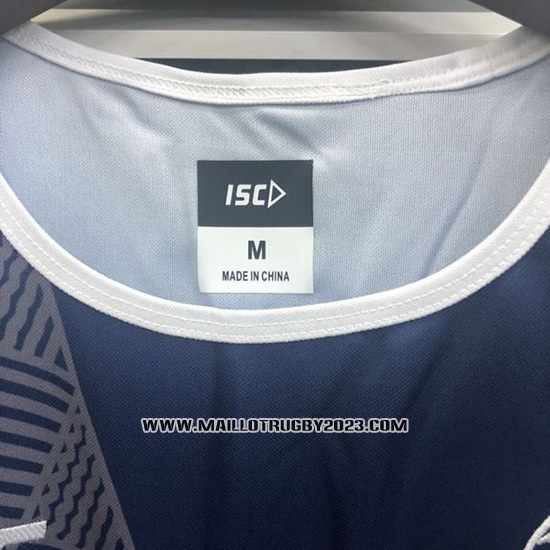 ISC
M
MADE IN CHINA
WWW.MAILLOTRUGBY2023.COM